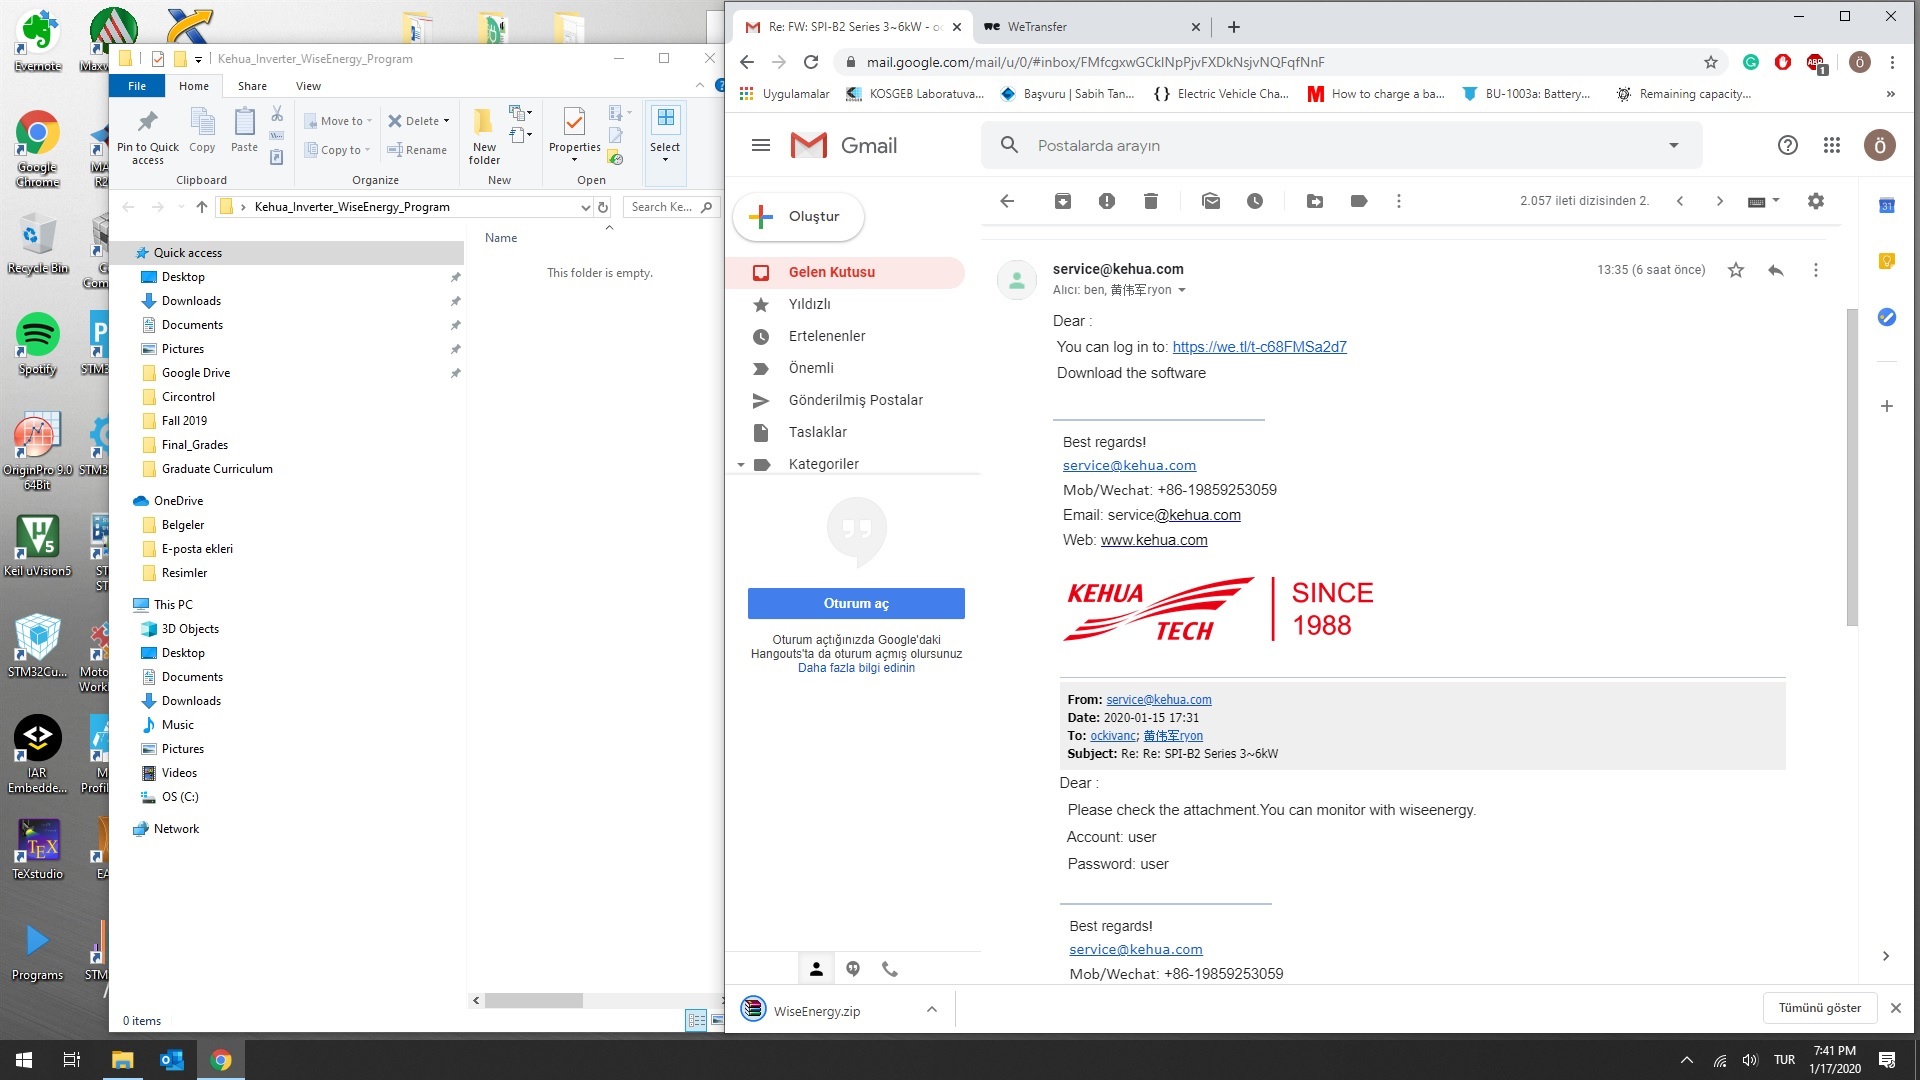 Evernote
Maxw
Google Chrome
MA
R2
Recycle Bin
C
Com
Spotify
STM3
OriginPro 9.0 64Bit
STM3
Keil uVision5
ST
ST
STM32Cu...
Moto
Work
IAR Embedde...
M
Profil
TeXstudio
EA
Programs
STM
Kehua_Inverter_WiseEnergy_Program
File
Home
Share
View
Pin to Quick access
Copy
Paste
Move to
Copy to
Delete
Rename
New folder
Properties
Select
Clipboard
Organize
New
Open
Kehua_Inverter_WiseEnergy_Program
Search Ke...
Quick access
Desktop
Downloads
Documents
Pictures
Google Drive
Circontrol
Fall 2019
Final_Grades
Graduate Curriculum
OneDrive
Belgeler
E-posta ekleri
Resimler
This PC
3D Objects
Desktop
Documents
Downloads
Music
Pictures
Videos
OS (C:)
Network
Name
This folder is empty.
0 items
Re: FW: SPI-B2 Series 3~6kW - oc
we WeTransfer
mail.google.com/mail/u/0/#inbox/FMfcgxwGCklNpPjvFXDkNsjvNQFqfNnF
ABP
1
ö
Uygulamalar
KOSGEB Laboratuva...
Başvuru | Sabih Tan...
Electric Vehicle Cha...
How to charge a ba...
BU-1003a: Battery...
Remaining capacity...
Gmail
Postalarda arayın
ö
Oluştur
2.057 ileti dizisinden 2.
31
Gelen Kutusu
Yıldızlı
Ertelenenler
Önemli
Gönderilmiş Postalar
Taslaklar
Kategoriler
Oturum aç
Oturum açtığınızda Google'daki
Hangouts'ta da oturum açmış olursunuz
Daha fazla bilgi edinin
service@kehua.com
13:35 (6 saat önce)
Alıcı: ben, 黄伟军ryon
Dear :
You can log in to: https://we.tl/t-c68FMSa2d7
Download the software
Best regards!
service@kehua.com
Mob/Wechat: +86-19859253059
Email: service@kehua.com
Web: www.kehua.com
KEHUA TECH
SINCE 1988
From: service@kehua.com
Date: 2020-01-15 17:31
To: ockivanc; 黄伟军ryon
Subject: Re: Re: SPI-B2 Series 3~6kW
Dear :
Please check the attachment.You can monitor with wiseenergy.
Account: user
Password: user
Best regards!
service@kehua.com
Mob/Wechat: +86-19859253059
WiseEnergy.zip
Tümünü göster
TUR
7:41 PM
1/17/2020